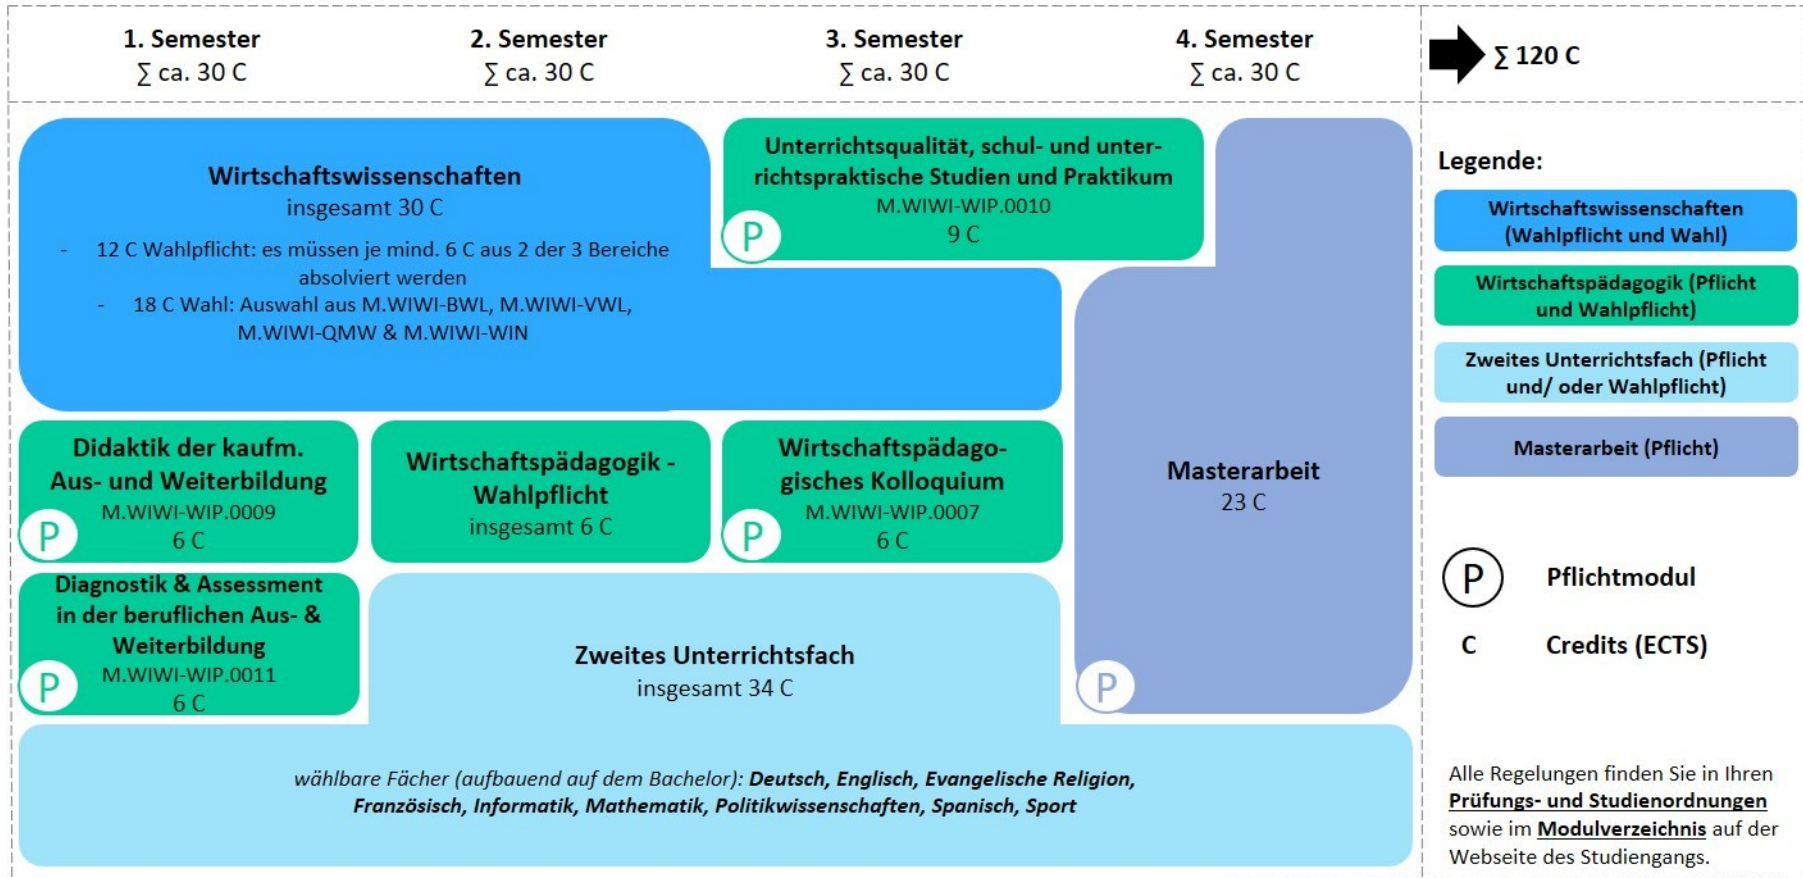 1. Semester
∑ ca. 30 C
2. Semester
∑ ca. 30 C
3. Semester
∑ ca. 30 C
4. Semester
∑ ca. 30 C
∑ 120 C
Wirtschaftswissenschaften
insgesamt 30 C
- 12 C Wahlpflicht: es müssen je mind. 6 C aus 2 der 3 Bereiche
absolviert werden
- 18 C Wahl: Auswahl aus M.WIWI-BWL, M.WIWI-VWL,
M.WIWI-QMW & M.WIWI-WIN
Unterrichtsqualität, schul- und unter-
richtspraktische Studien und Praktikum
M.WIWI-WIP.0010
9 C
P
Didaktik der kaufm.
Aus- und Weiterbildung
M.WIWI-WIP.0009
6 C
P
Wirtschaftspädagogik -
Wahlpflicht
insgesamt 6 C
Wirtschaftspädago-
gisches Kolloquium
M.WIWI-WIP.0007
6 C
P
Masterarbeit
23 C
P
Diagnostik & Assessment
in der beruflichen Aus- &
Weiterbildung
M.WIWI-WIP.0011
6 C
P
Zweites Unterrichtsfach
insgesamt 34 C
wählbare Fächer (aufbauend auf dem Bachelor): Deutsch, Englisch, Evangelische Religion,
Französisch, Informatik, Mathematik, Politikwissenschaften, Spanisch, Sport
Legende:
Wirtschaftswissenschaften
(Wahlpflicht und Wahl)
Wirtschaftspädagogik (Pflicht
und Wahlpflicht)
Zweites Unterrichtsfach (Pflicht
und/ oder Wahlpflicht)
Masterarbeit (Pflicht)
P Pflichtmodul
C Credits (ECTS)
Alle Regelungen finden Sie in Ihren
Prüfungs- und Studienordnungen
sowie im Modulverzeichnis auf der
Webseite des Studiengangs.